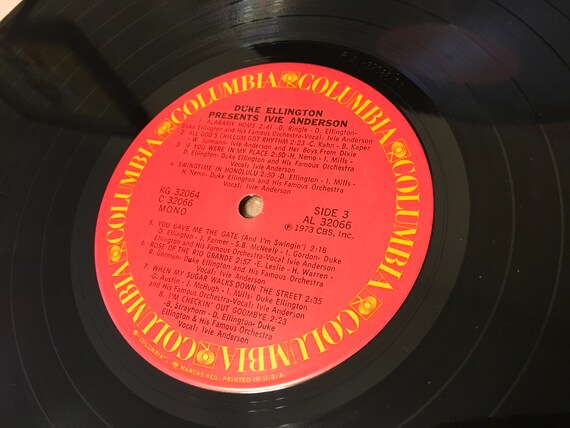 COLUMBIA COLUMBIA COLUMBIA COLUMBIA COLUMBIA COLUMBIA
DUKE ELLINGTON
PRESENTS IVIE ANDERSON
1. ALABAMY HOME 2:41 -D. Ringle - D. Ellington-
Duke Ellington and His Famous Orchestra-Vocal: Ivie Anderson
2. ALL GOD'S CHILLUN GOT RHYTHM 2:23 -G. Kahn - B. Kaper
W. Jurmann- Ivie Anderson and Her Boys From Dixie
3. IF YOU WERE IN MY PLACE 2:50 -H. Nemo - I. Mills -
D. Ellington- Duke Ellington and His Famous Orchestra
Vocal: Ivie Anderson
4. SWINGTIME IN HONOLULU 2:50 -D. Ellington - I. Mills -
H. Nemo- Duke Ellington and His Famous Orchestra
Vocal: Ivie Anderson
KG 32064
C 32066
MONO
SIDE 3
AL 32066
℗ 1973 CBS, Inc.
5. YOU GAVE ME THE GATE (And I'm Swingin') 2:18
D. Ellington - J. Farmer - S.B. McNeely - I. Gordon- Duke
Ellington and His Famous Orchestra-Vocal: Ivie Anderson
6. ROSE OF THE RIO GRANDE 2:57 -E. Leslie - H. Warren -
R. Gorman- Duke Ellington and His Famous Orchestra
Vocal: Ivie Anderson
7. WHEN MY SUGAR WALKS DOWN THE STREET 2:35
G. Austin - J. McHugh - I. Mills- Duke Ellington
and His Famous Orchestra-Vocal: Ivie Anderson
8. I'M CHECKIN' OUT GOODBYE 2:23
-B. Strayhorn - D. Ellington- Duke
Ellington & His Famous Orchestra
Vocal: Ivie Anderson
® "COLUMBIA", MARCAS REG. PRINTED IN U.S.A.